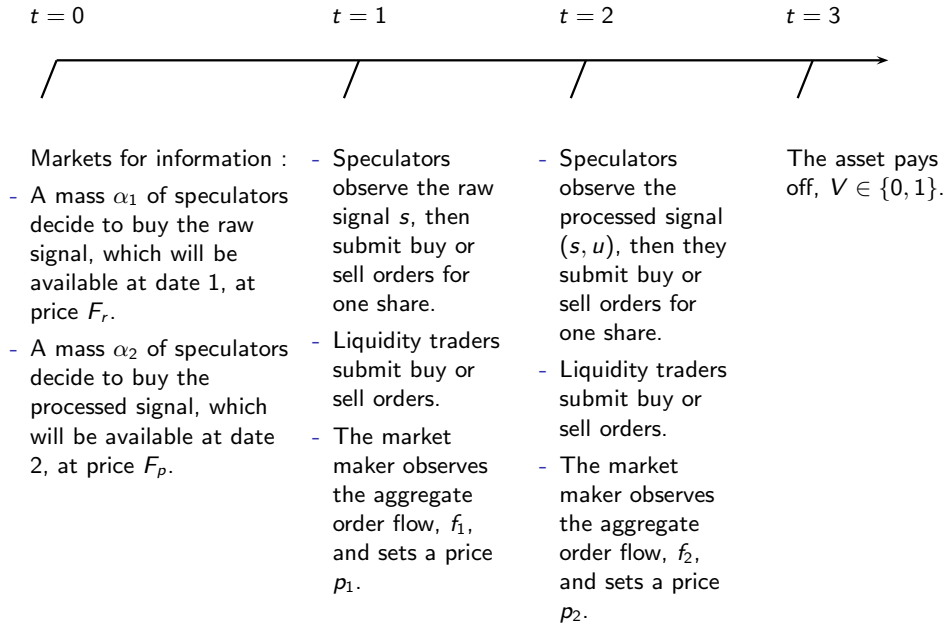 t = 0
t = 1
t = 2
t = 3
Markets for information :
- A mass α₁ of speculators
decide to buy the raw
signal, which will be
available at date 1, at
price Fᵣ.
- A mass α₂ of speculators
decide to buy the
processed signal, which
will be available at date
2, at price Fₚ.
- Speculators
observe the raw
signal s, then
submit buy or
sell orders for
one share.
- Liquidity traders
submit buy or
sell orders.
- The market
maker observes
the aggregate
order flow, f₁,
and sets a price
p₁.
- Speculators
observe the
processed signal
(s, u), then they
submit buy or
sell orders for
one share.
- Liquidity traders
submit buy or
sell orders.
- The market
maker observes
the aggregate
order flow, f₂,
and sets a price
p₂.
The asset pays
off, V ∈ {0, 1}.